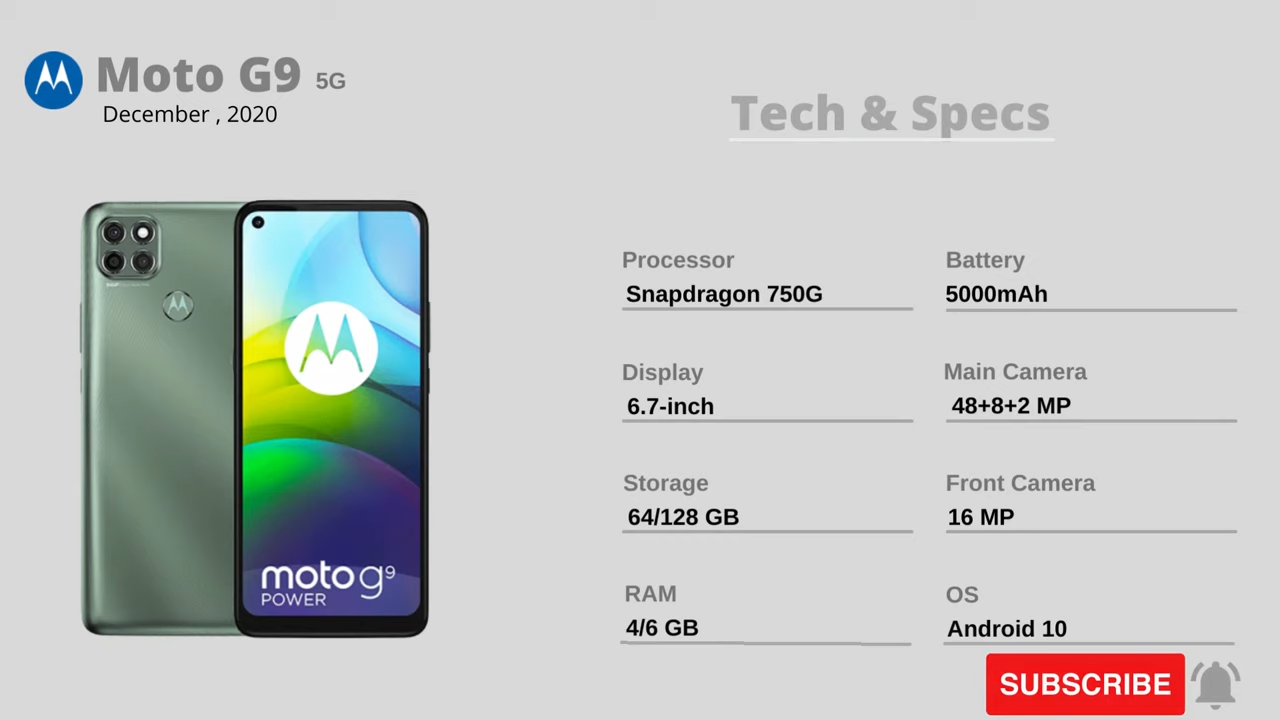 Moto G9 5G
December , 2020
Tech & Specs
Processor
Snapdragon 750G
Battery
5000mAh
Display
6.7-inch
Main Camera
48+8+2 MP
Storage
64/128 GB
Front Camera
16 MP
RAM
4/6 GB
OS
Android 10
moto g9
POWER
SUBSCRIBE